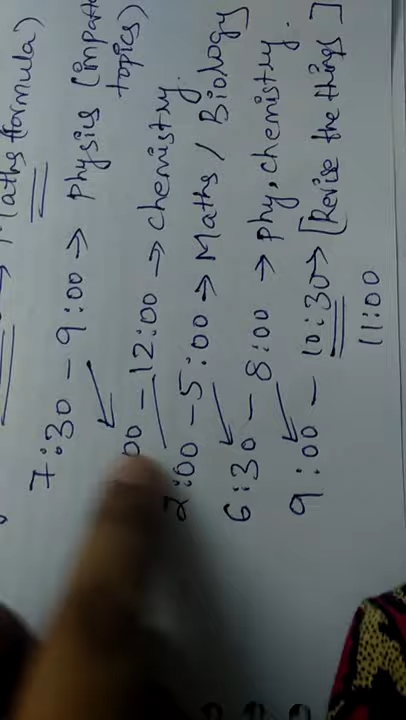 Maths (formula)
7:30 - 9:00 → Physics (important
topics)
00 - 12:00 → chemistry.
2:00 - 5:00 → Maths / Biology
6:30 - 8:00 → Phy, chemistry.
9:00 - 10:30 → [Revise the things]
11:00